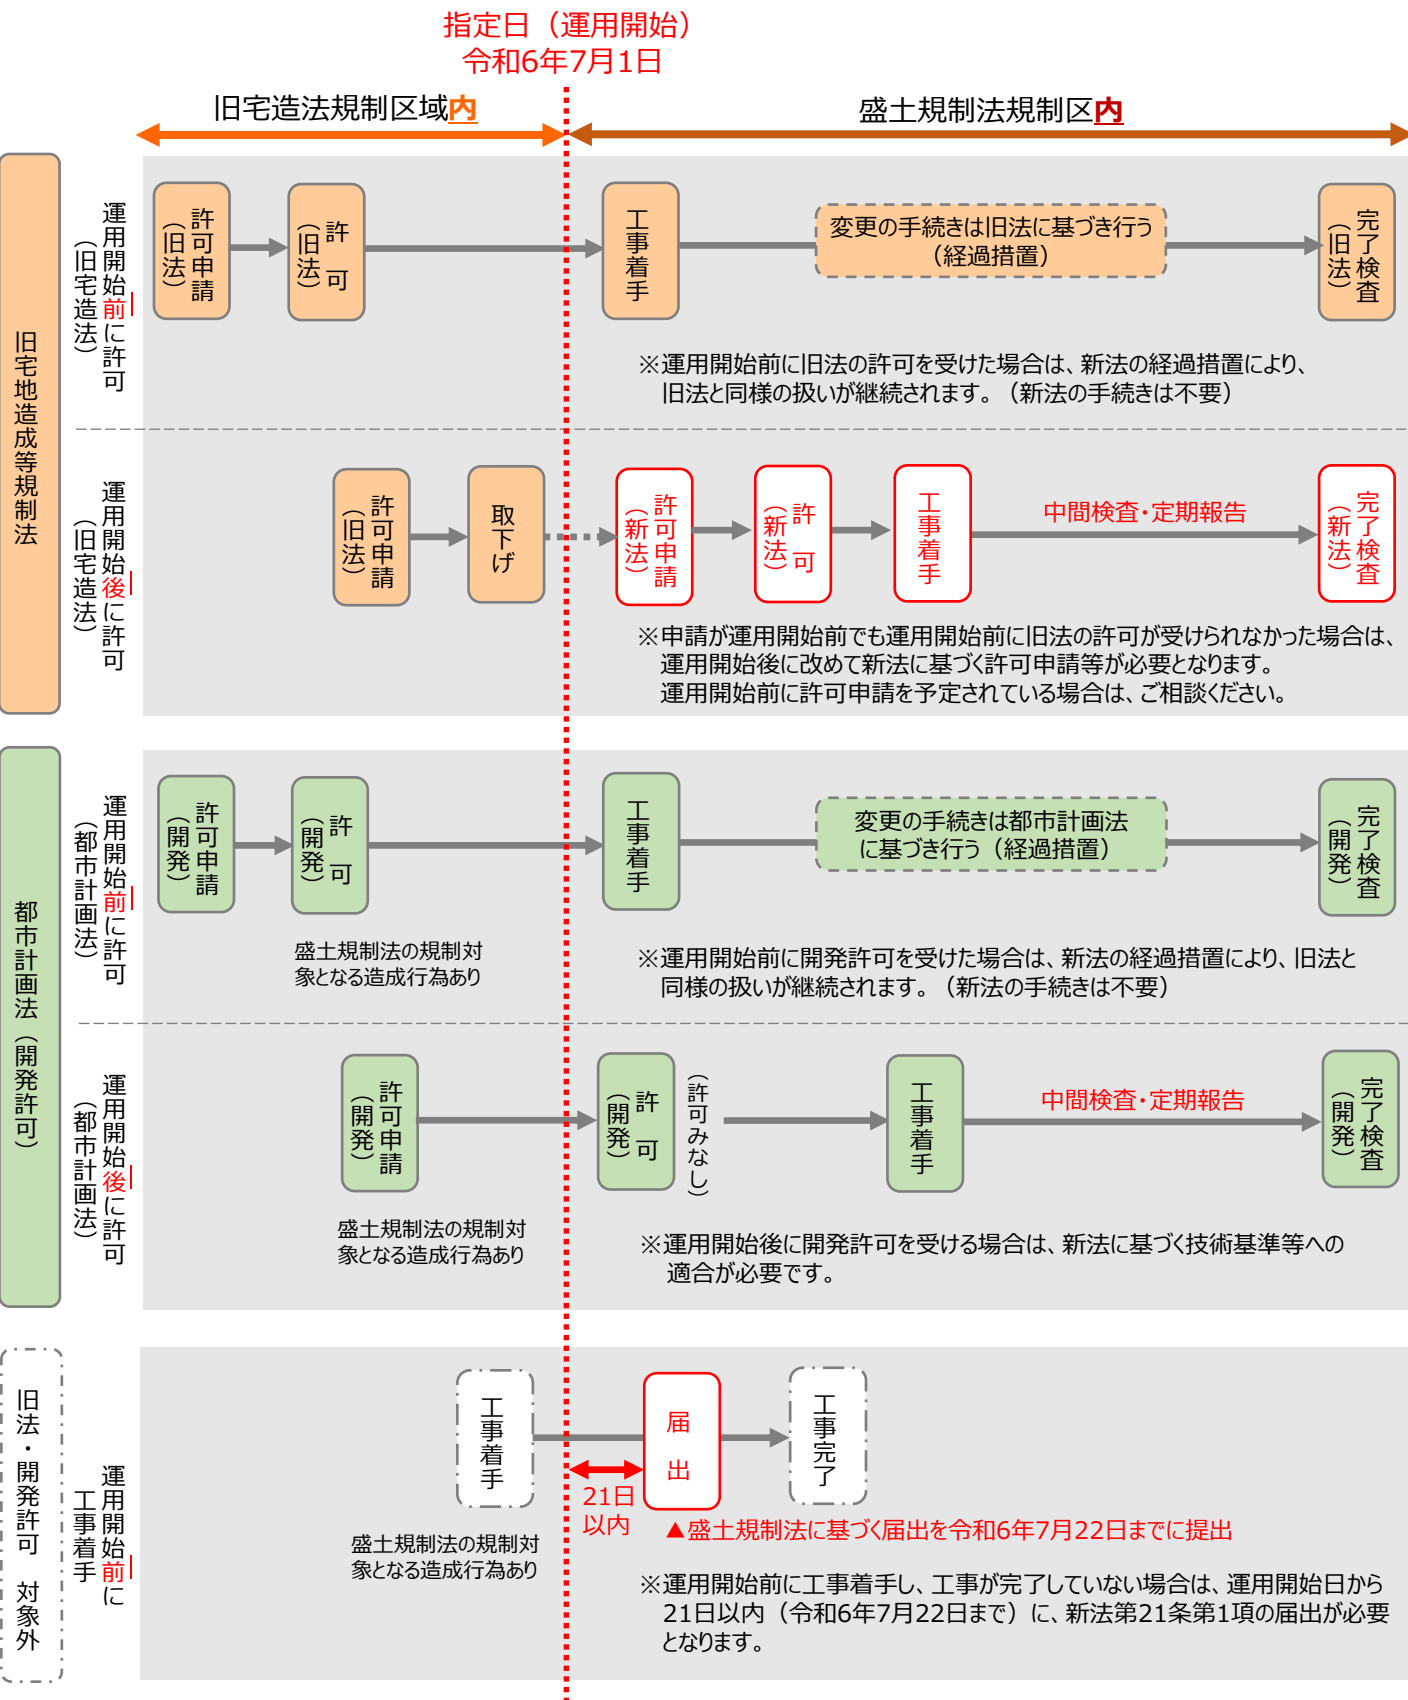 指定日（運用開始）
令和6年7月1日
旧宅造法規制区域内
盛土規制法規制区内
旧宅地造成等規制法
運用開始前に許可
（旧宅造法）
許可申請
（旧法）
許　可
（旧法）
工事着手
変更の手続きは旧法に基づき行う
（経過措置）
完了検査
（旧法）
※運用開始前に旧法の許可を受けた場合は、新法の経過措置により、
旧法と同様の扱いが継続されます。（新法の手続きは不要）
運用開始後に許可
（旧宅造法）
許可申請
（旧法）
取下げ
許可申請
（新法）
許　可
（新法）
工事着手
中間検査・定期報告
完了検査
（新法）
※申請が運用開始前でも運用開始前に旧法の許可が受けられなかった場合は、
運用開始後に改めて新法に基づく許可申請等が必要となります。
運用開始前に許可申請を予定されている場合は、ご相談ください。
都市計画法（開発許可）
運用開始前に許可
（都市計画法）
許可申請
（開発）
許　可
（開発）
工事着手
変更の手続きは都市計画法
に基づき行う（経過措置）
完了検査
（開発）
盛土規制法の規制対
象となる造成行為あり
※運用開始前に開発許可を受けた場合は、新法の経過措置により、旧法と
同様の扱いが継続されます。（新法の手続きは不要）
運用開始後に許可
（都市計画法）
許可申請
（開発）
許　可
（開発）
（許可みなし）
工事着手
中間検査・定期報告
完了検査
（開発）
盛土規制法の規制対
象となる造成行為あり
※運用開始後に開発許可を受ける場合は、新法に基づく技術基準等への
適合が必要です。
旧法・開発許可　対象外
運用開始前に
工事着手
工事着手
届　出
工事完了
21日
以内
▲盛土規制法に基づく届出を令和6年7月22日までに提出
盛土規制法の規制対
象となる造成行為あり
※運用開始前に工事着手し、工事が完了していない場合は、運用開始日から
21日以内（令和6年7月22日まで）に、新法第21条第1項の届出が必要
となります。